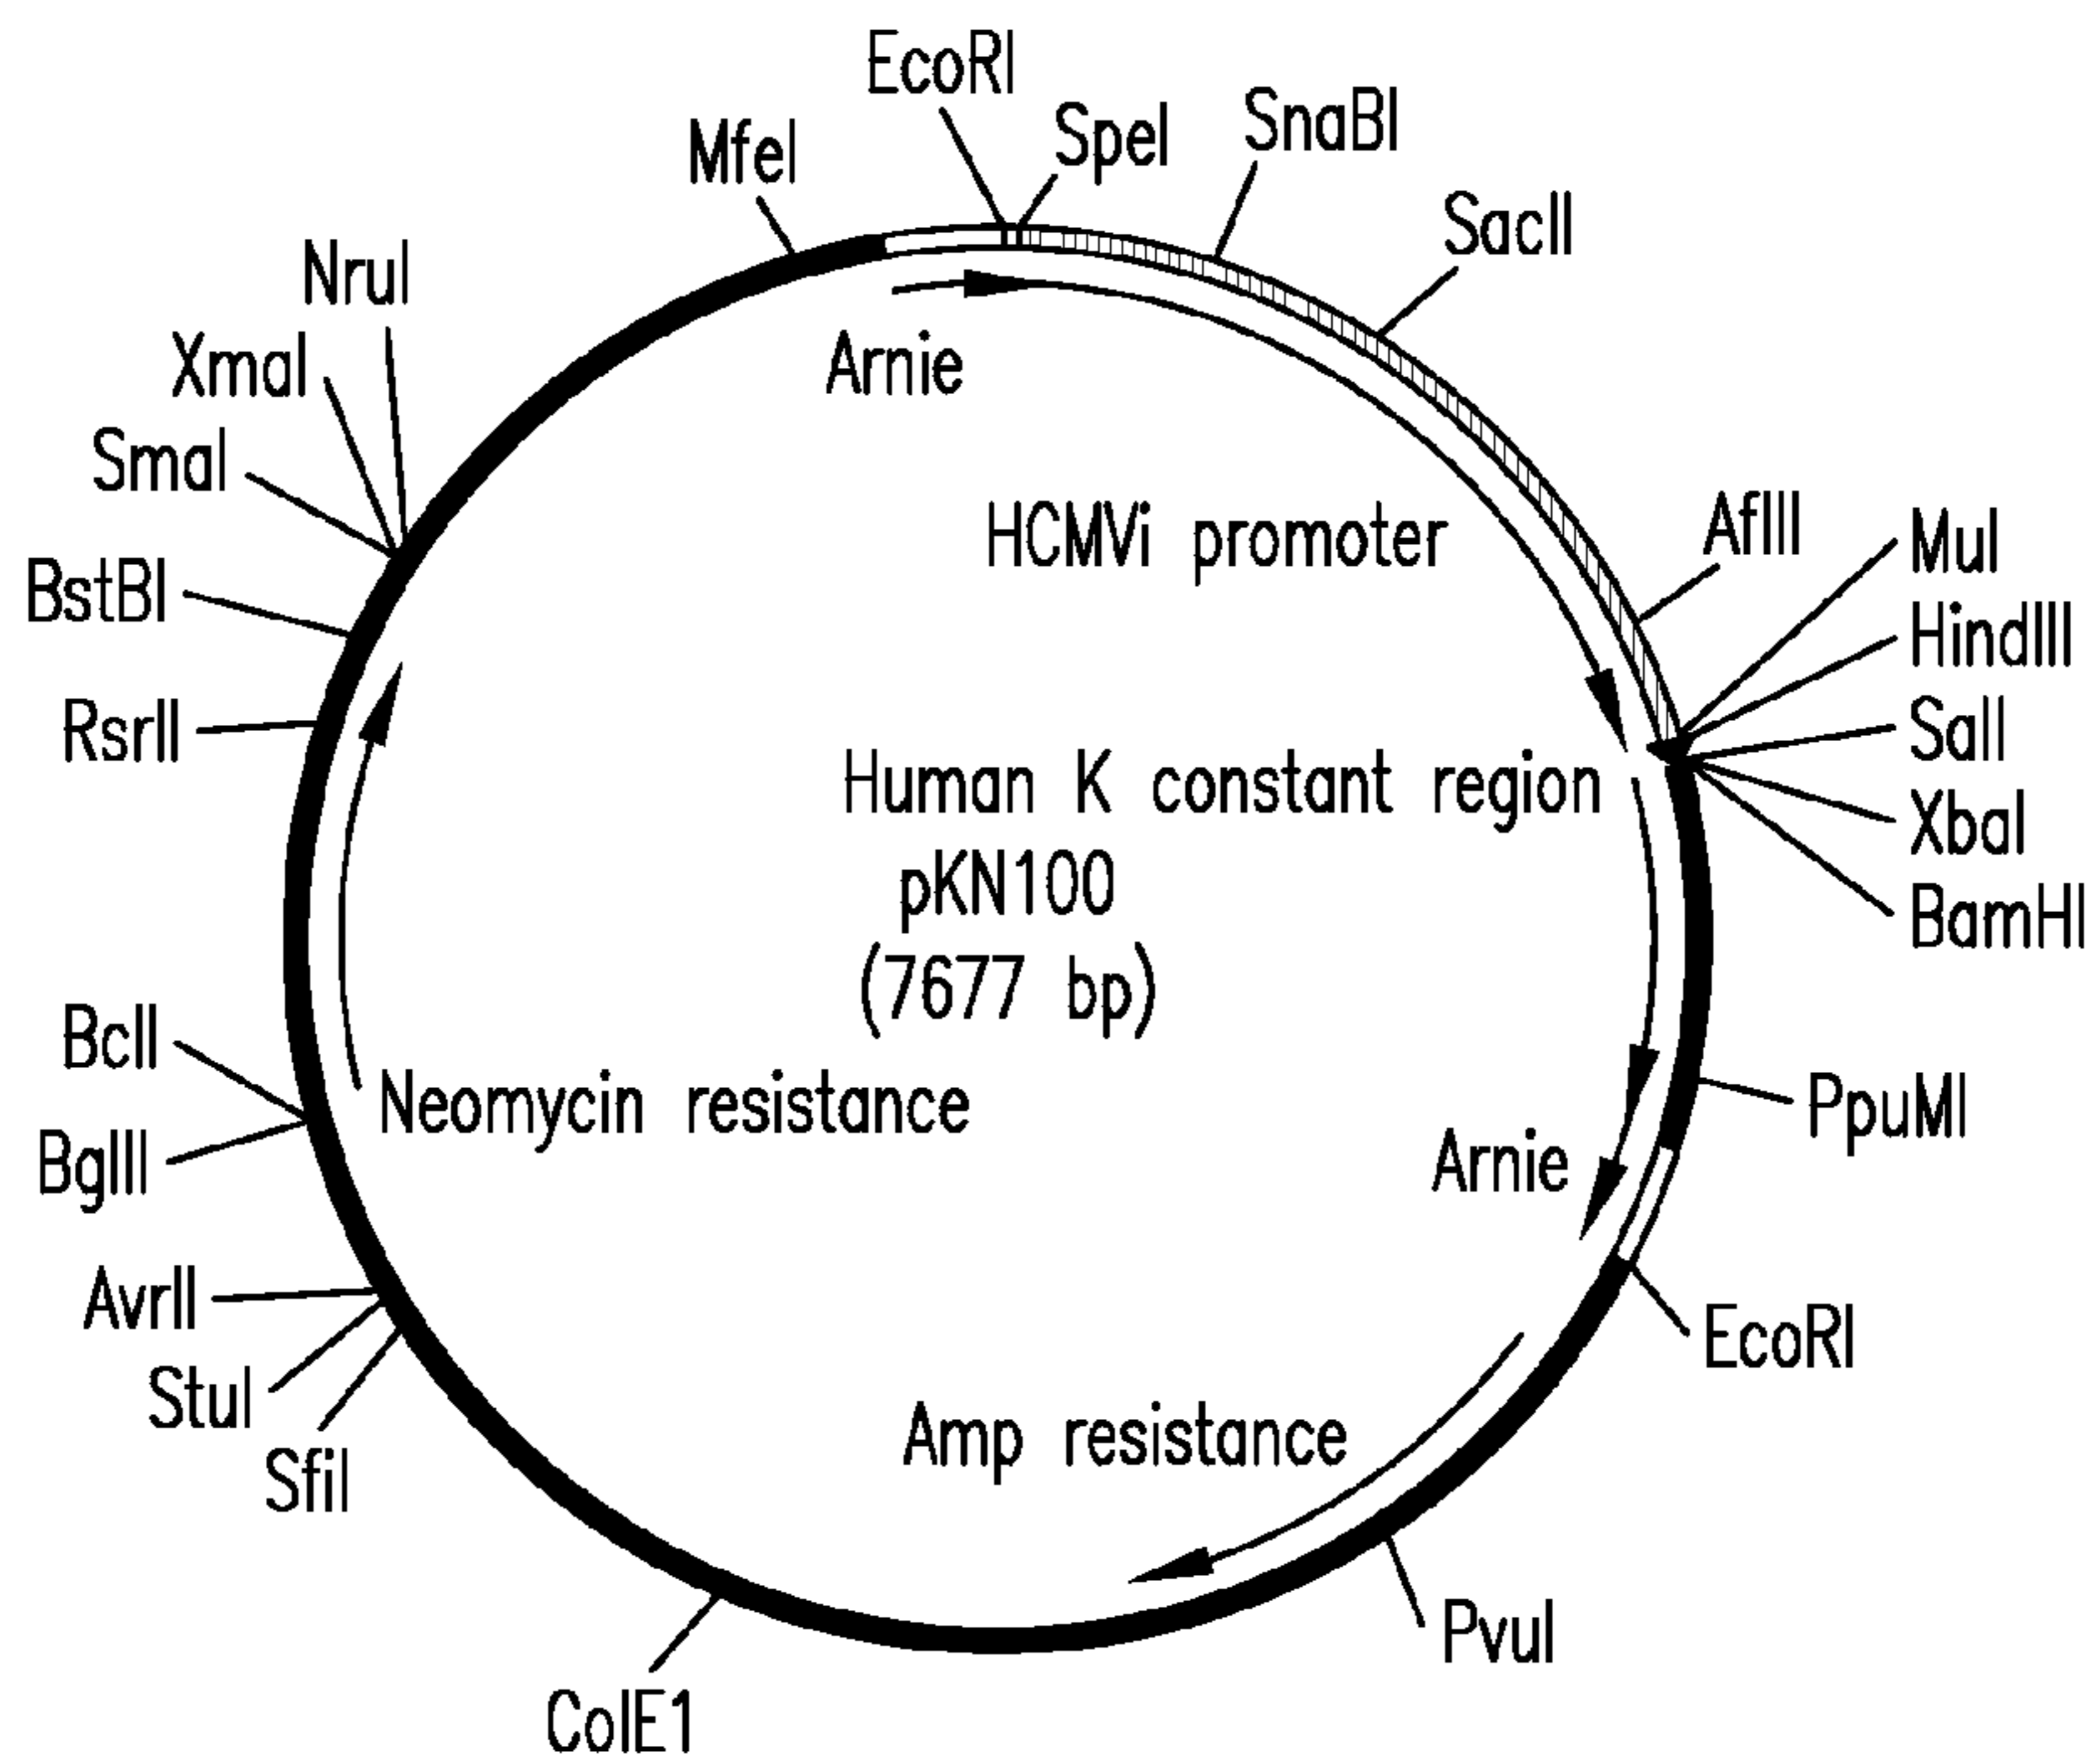 EcoRI
SpeI
SnaBI
MfeI
SacII
NruI
XmaI
Arnie
SmaI
HCMVi promoter
AflII
MuI
BstBI
HindIII
RsrII
SalI
Human K constant region
XbaI
pKN100
BamHI
(7677 bp)
BclI
Neomycin resistance
PpuMI
BglII
Arnie
AvrII
EcoRI
StuI
Amp resistance
SfiI
PvuI
ColE1